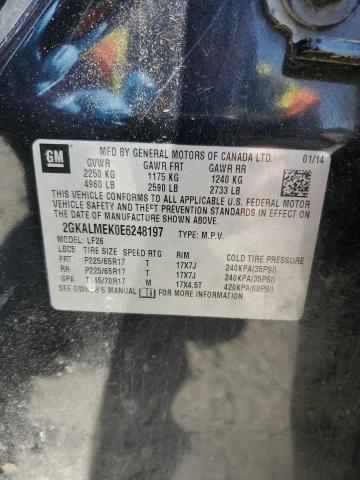 GM
MFD BY GENERAL MOTORS OF CANADA LTD. 01/14
GVWR GAWR FRT GAWR RR
2250 KG 1175 KG 1240 KG
4960 LB 2590 LB 2733 LB
THIS VEHICLE CONFORMS TO ALL APPLICABLE U.S.
FEDERAL MOTOR VEHICLE SAFETY, BUMPER, AND
THEFT PREVENTION STANDARDS IN EFFECT ON THE
DATE OF MANUFACTURE SHOWN ABOVE.
2GKALMEK0E6248197 TYPE: M.P.V.
MODEL: LF26
LBC5 TIRE SIZE SPEED RTG RIM COLD TIRE PRESSURE
FRT P225/65R17 T 17X7J 240KPA(35PSI)
RR P225/65R17 T 17X7J 240KPA(35PSI)
SPA 45/70R17 M 17X4.5T 420KPA(60PSI)
SEE OWNER'S MANUAL FOR MORE INFORMATION.